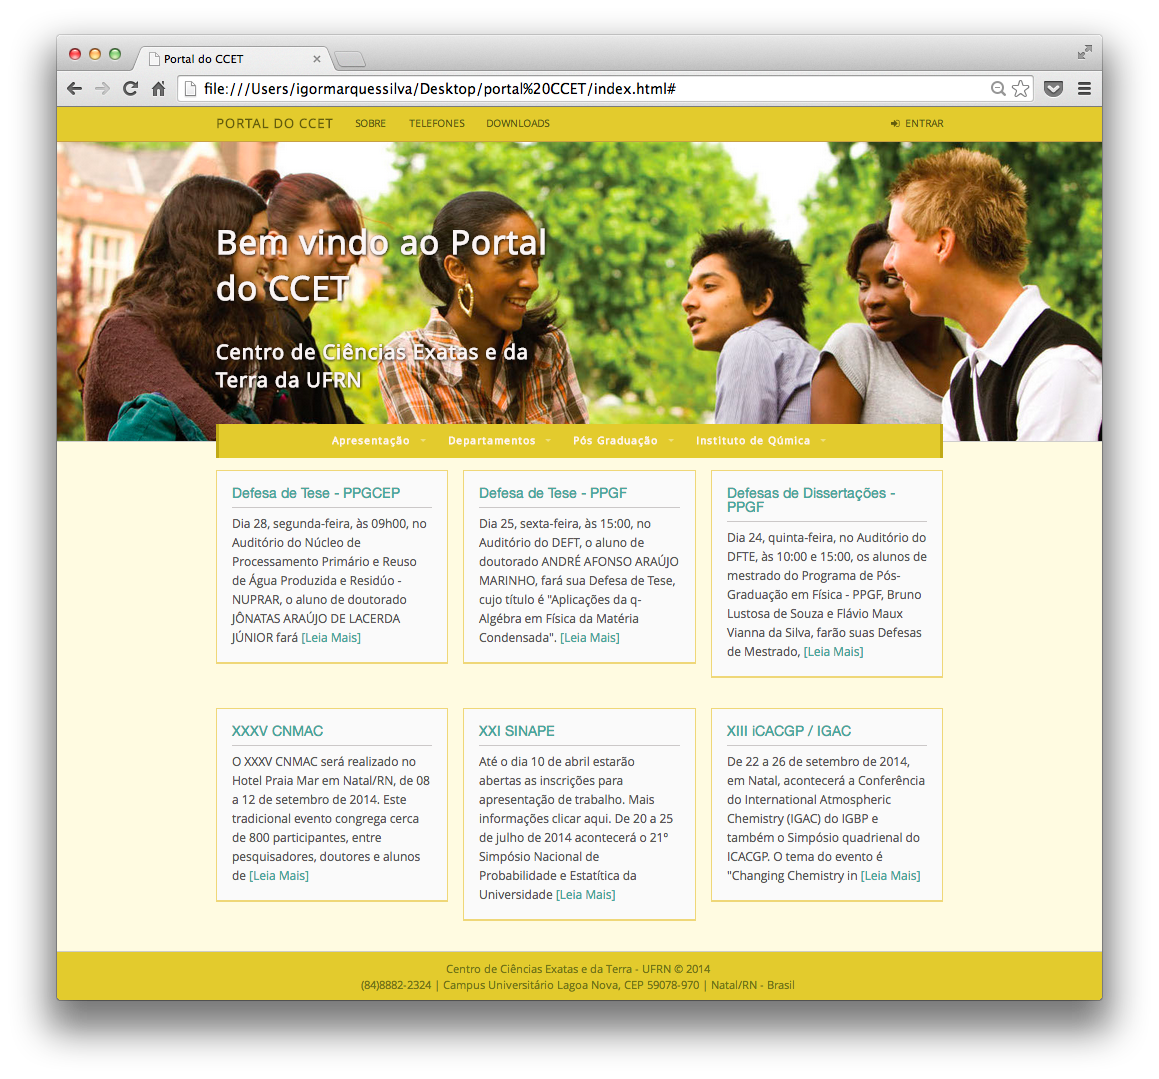 Portal do CCET
file:///Users/igormarquessilva/Desktop/portal%20CCET/index.html#
PORTAL DO CCET SOBRE TELEFONES DOWNLOADS ENTRAR
Bem vindo ao Portal
do CCET
Centro de Ciências Exatas e da
Terra da UFRN
Apresentação Departamentos Pós Graduação Instituto de Qúmica
Defesa de Tese - PPGCEP
Dia 28, segunda-feira, às 09h00, no
Auditório do Núcleo de
Processamento Primário e Reuso
de Água Produzida e Residúo -
NUPRAR, o aluno de doutorado
JÔNATAS ARAÚJO DE LACERDA
JÚNIOR fará [Leia Mais]
Defesa de Tese - PPGF
Dia 25, sexta-feira, às 15:00, no
Auditório do DEFT, o aluno de
doutorado ANDRÉ AFONSO ARAÚJO
MARINHO, fará sua Defesa de Tese,
cujo título é "Aplicações da q-
Algébra em Física da Matéria
Condensada". [Leia Mais]
Defesas de Dissertações -
PPGF
Dia 24, quinta-feira, no Auditório do
DFTE, às 10:00 e 15:00, os alunos de
mestrado do Programa de Pós-
Graduação em Física - PPGF, Bruno
Lustosa de Souza e Flávio Maux
Vianna da Silva, farão suas Defesas
de Mestrado, [Leia Mais]
XXXV CNMAC
O XXXV CNMAC será realizado no
Hotel Praia Mar em Natal/RN, de 08
a 12 de setembro de 2014. Este
tradicional evento congrega cerca
de 800 participantes, entre
pesquisadores, doutores e alunos
de [Leia Mais]
XXI SINAPE
Até o dia 10 de abril estarão
abertas as inscrições para
apresentação de trabalho. Mais
informações clicar aqui. De 20 a 25
de julho de 2014 acontecerá o 21º
Simpósio Nacional de
Probabilidade e Estatítica da
Universidade [Leia Mais]
XIII iCACGP / IGAC
De 22 a 26 de setembro de 2014,
em Natal, acontecerá a Conferência
do International Atmospheric
Chemistry (IGAC) do IGBP e
também o Simpósio quadrienal do
ICACGP. O tema do evento é
"Changing Chemistry in [Leia Mais]
Centro de Ciências Exatas e da Terra - UFRN © 2014
(84)8882-2324 | Campus Universitário Lagoa Nova, CEP 59078-970 | Natal/RN - Brasil